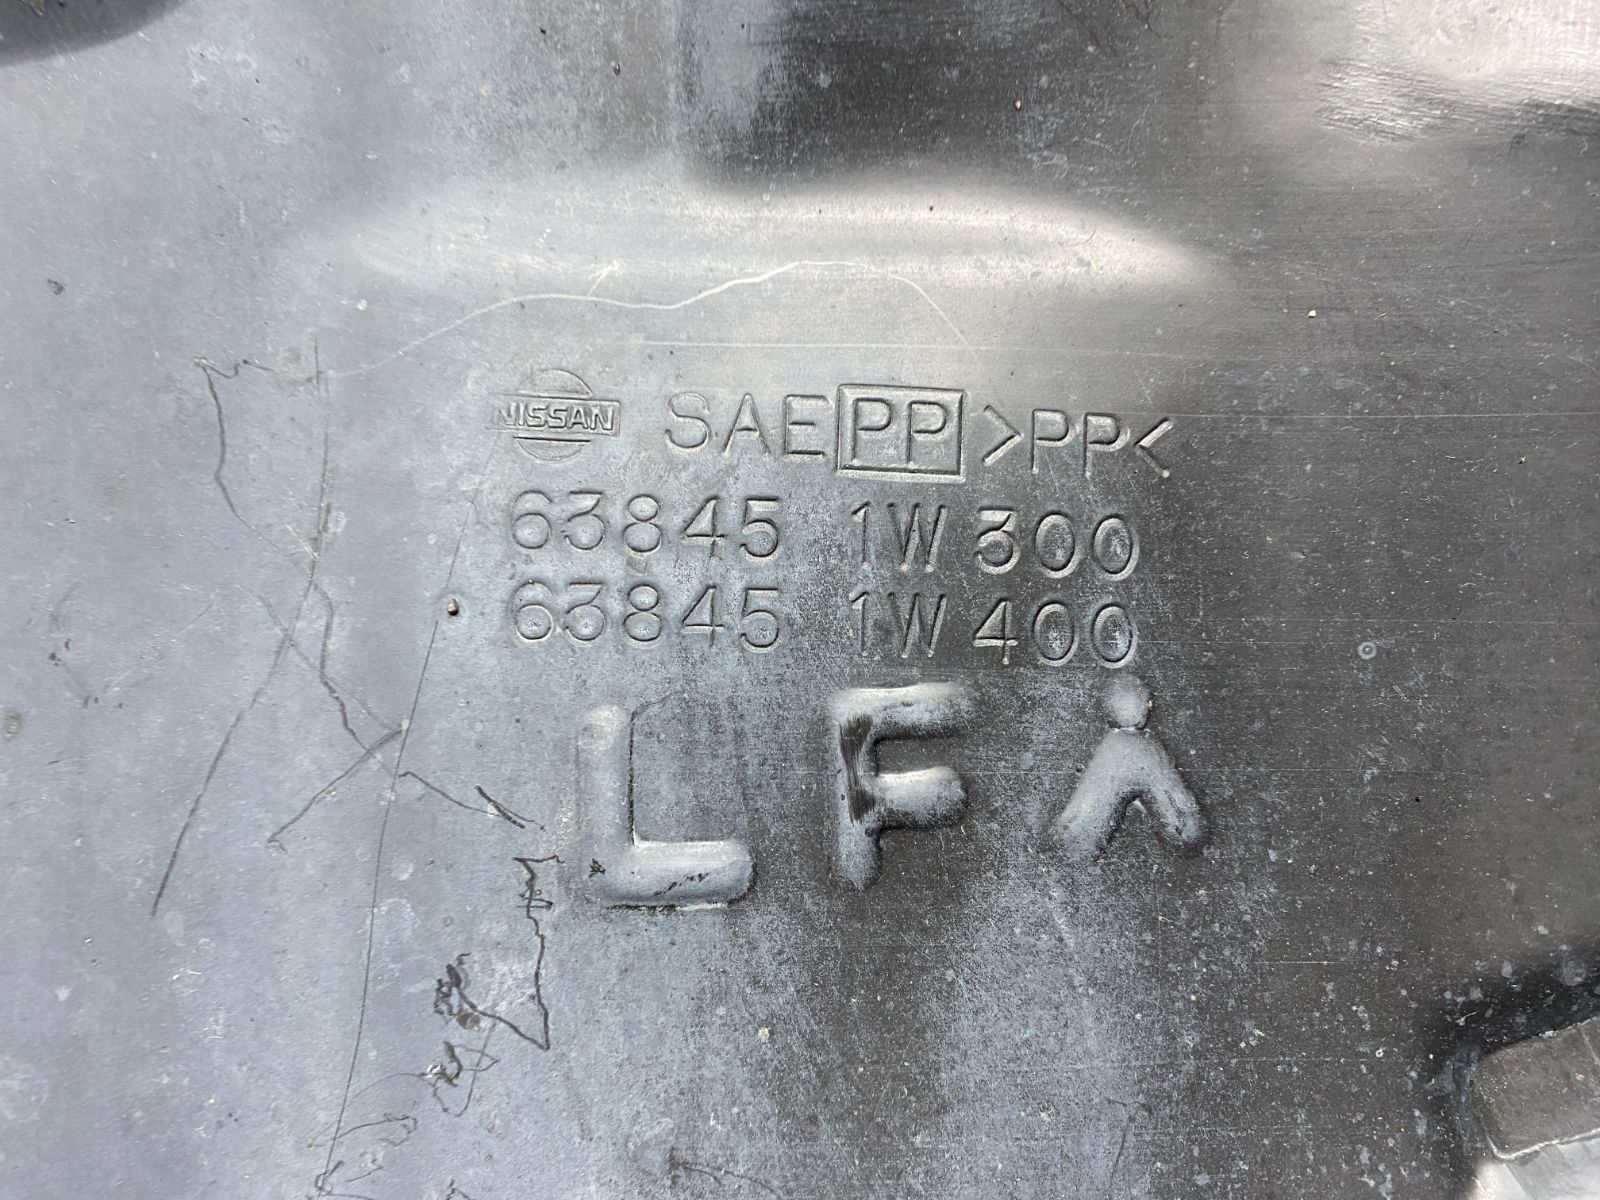 NISSAN SAE PP >PP<
63845 1W300
63845 1W400
LF